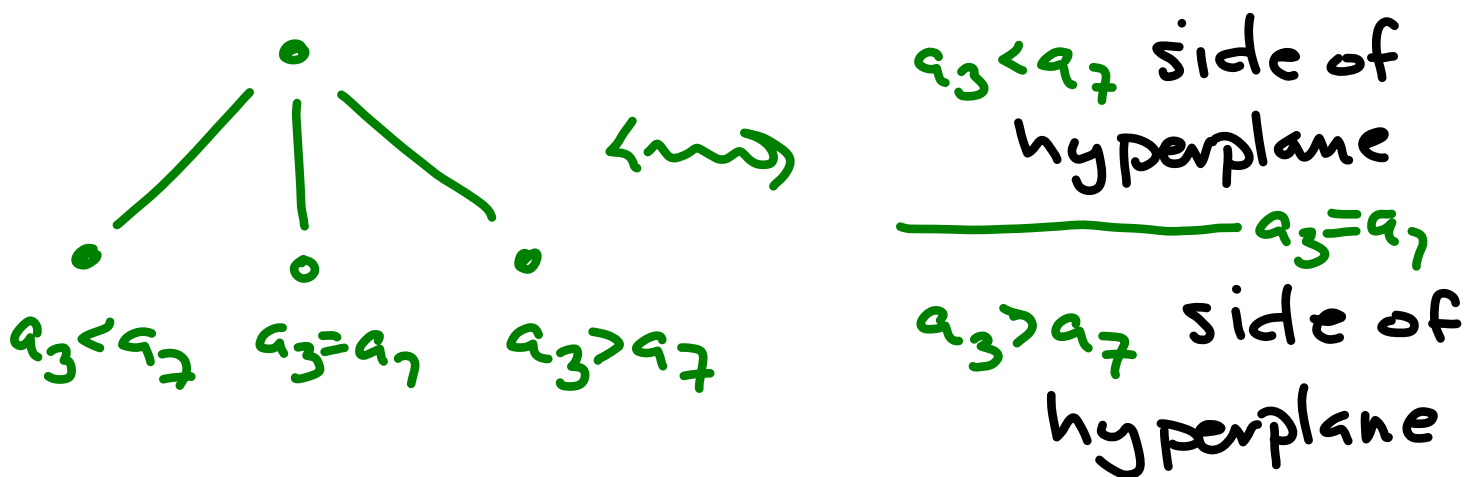 a₃<a₇ side of
hyperplane
a₃=a₇
a₃>a₇ side of
hyperplane
a₃<a₇ a₃=a₇ a₃>a₇